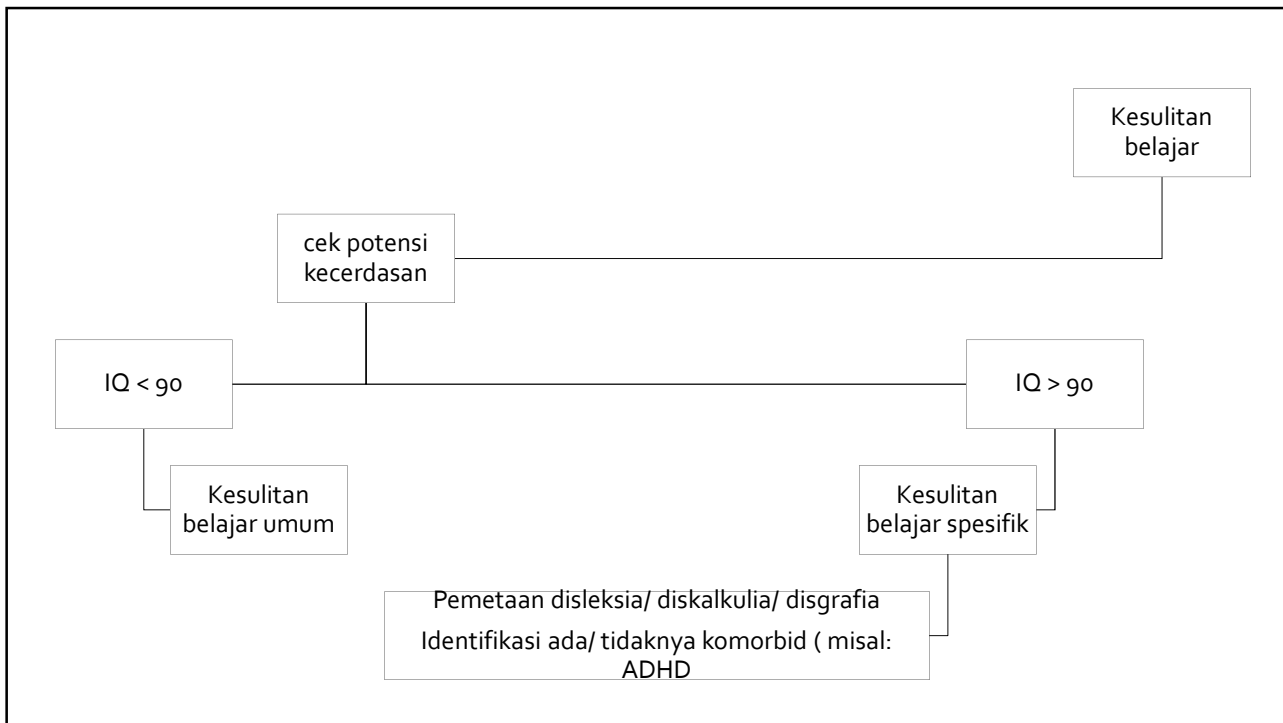 Kesulitan
belajar
cek potensi
kecerdasan
IQ < 90
IQ > 90
Kesulitan
belajar umum
Kesulitan
belajar spesifik
Pemetaan disleksia/ diskalkulia/ disgrafia
Identifikasi ada/ tidaknya komorbid ( misal:
ADHD